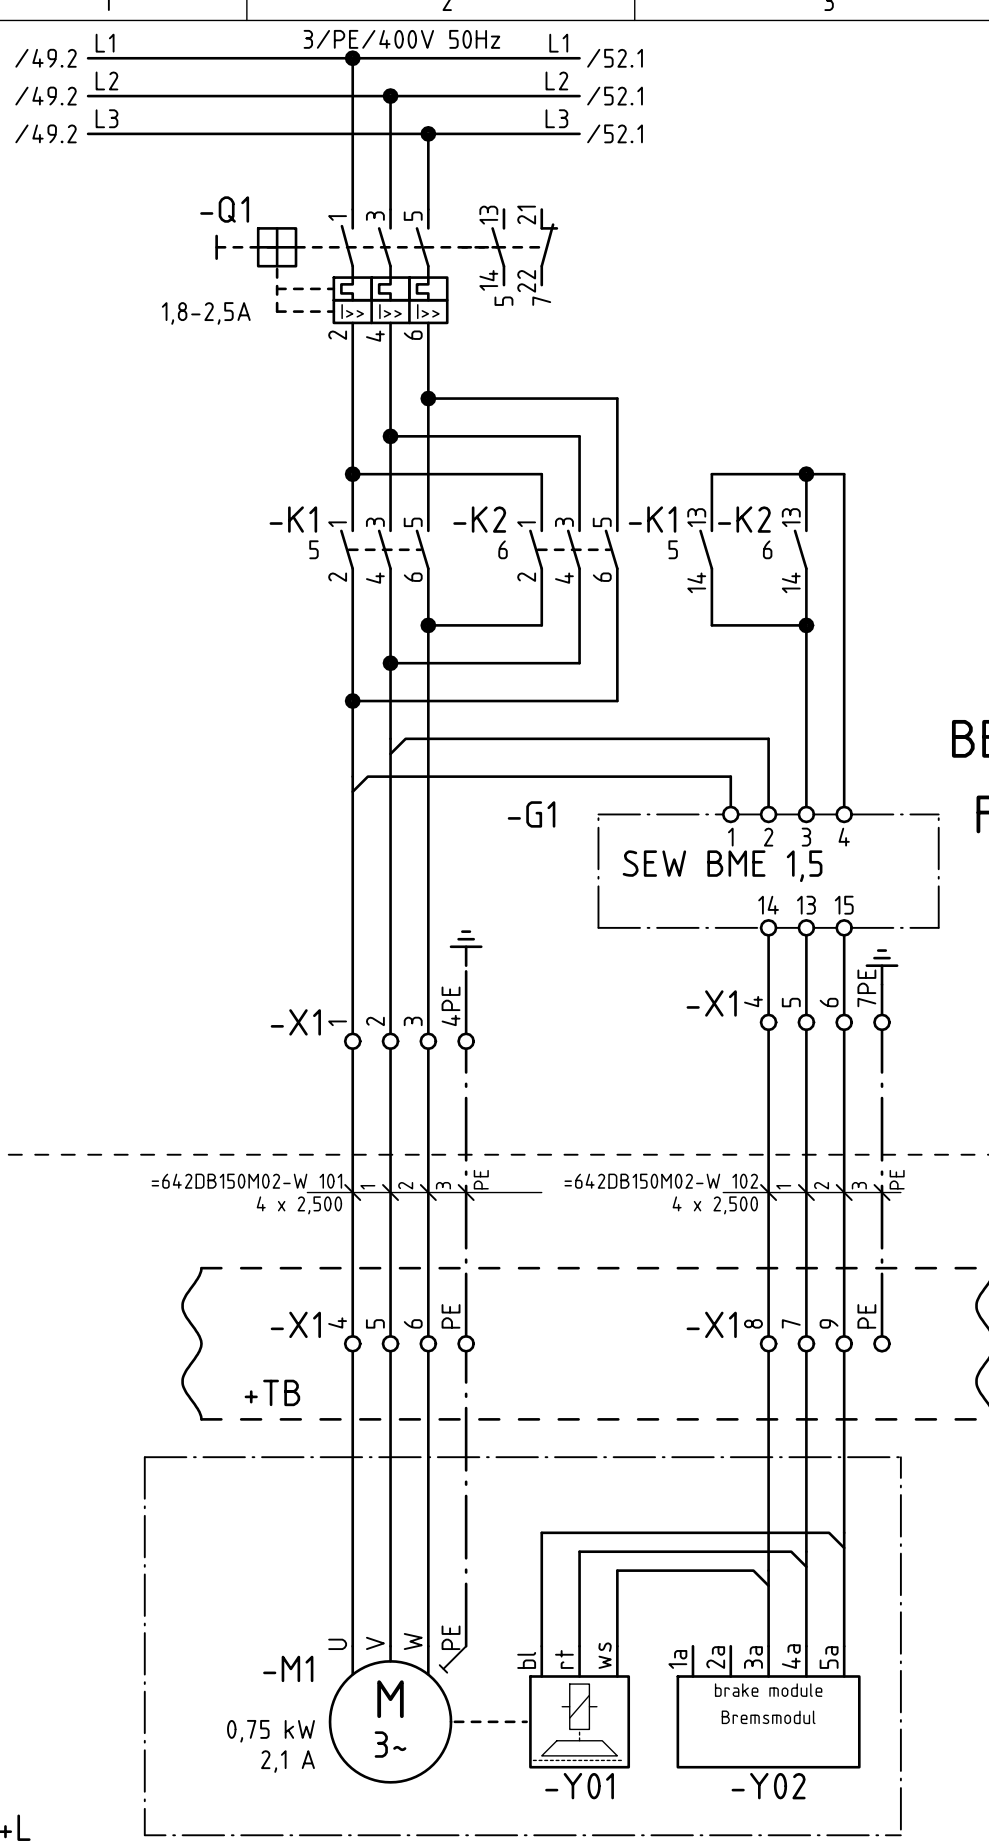 1 2 3
3/PE/400V 50Hz
/49.2 L1 L1 /52.1
/49.2 L2 L2 /52.1
/49.2 L3 L3 /52.1
-Q1 1 3 5 13 21
14 22
5 7
1,8-2,5A I>> I>> I>>
2 4 6
-K1 1 3 5 -K2 1 3 5 -K1 13 -K2 13
5 6 5 6
2 4 6 2 4 6 14 14
BE
F
-G1
1 2 3 4
SEW BME 1,5
14 13 15
-X1 1 2 3 4PE
-X1 4 5 6 7PE
=642DB150M02-W 101 1 2 3 PE
4 x 2,500
=642DB150M02-W 102 1 2 3 PE
4 x 2,500
-X1 4 5 6 PE
-X1 8 7 9 PE
+TB
U V W PE
bl rt ws
1a 2a 3a 4a 5a
-M1
M
3~
0,75 kW
2,1 A
brake module
Bremsmodul
-Y01
-Y02
+L